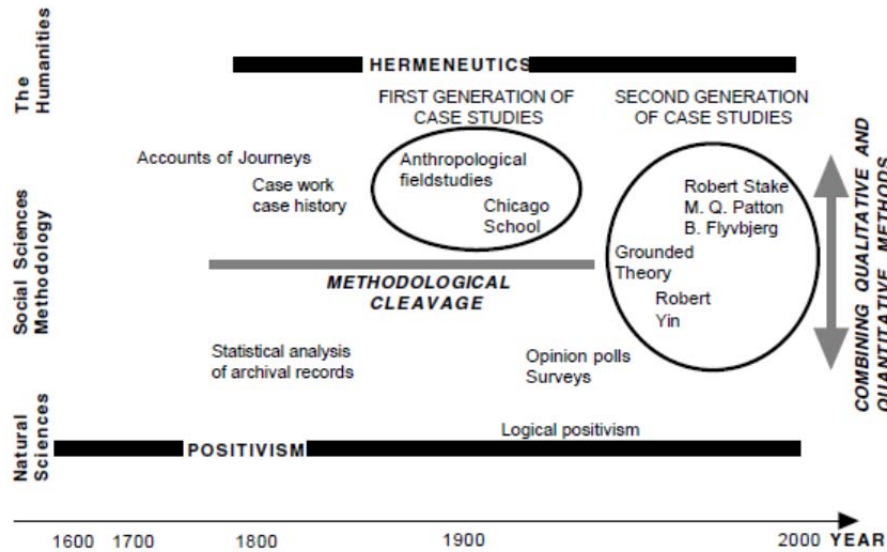 The
Humanities
HERMENEUTICS
FIRST GENERATION OF
CASE STUDIES
SECOND GENERATION
OF CASE STUDIES
Accounts of Journeys
Case work
case history
Anthropological
fieldstudies
Chicago
School
Robert Stake
M. Q. Patton
B. Flyvbjerg
Grounded
Theory
Robert
Yin
Social Sciences
Methodology
METHODOLOGICAL
CLEAVAGE
COMBINING QUALITATIVE AND
QUANTITATIVE METHODS
Statistical analysis
of archival records
Opinion polls
Surveys
Natural
Sciences
Logical positivism
POSITIVISM
1600 1700 1800 1900 2000 YEAR